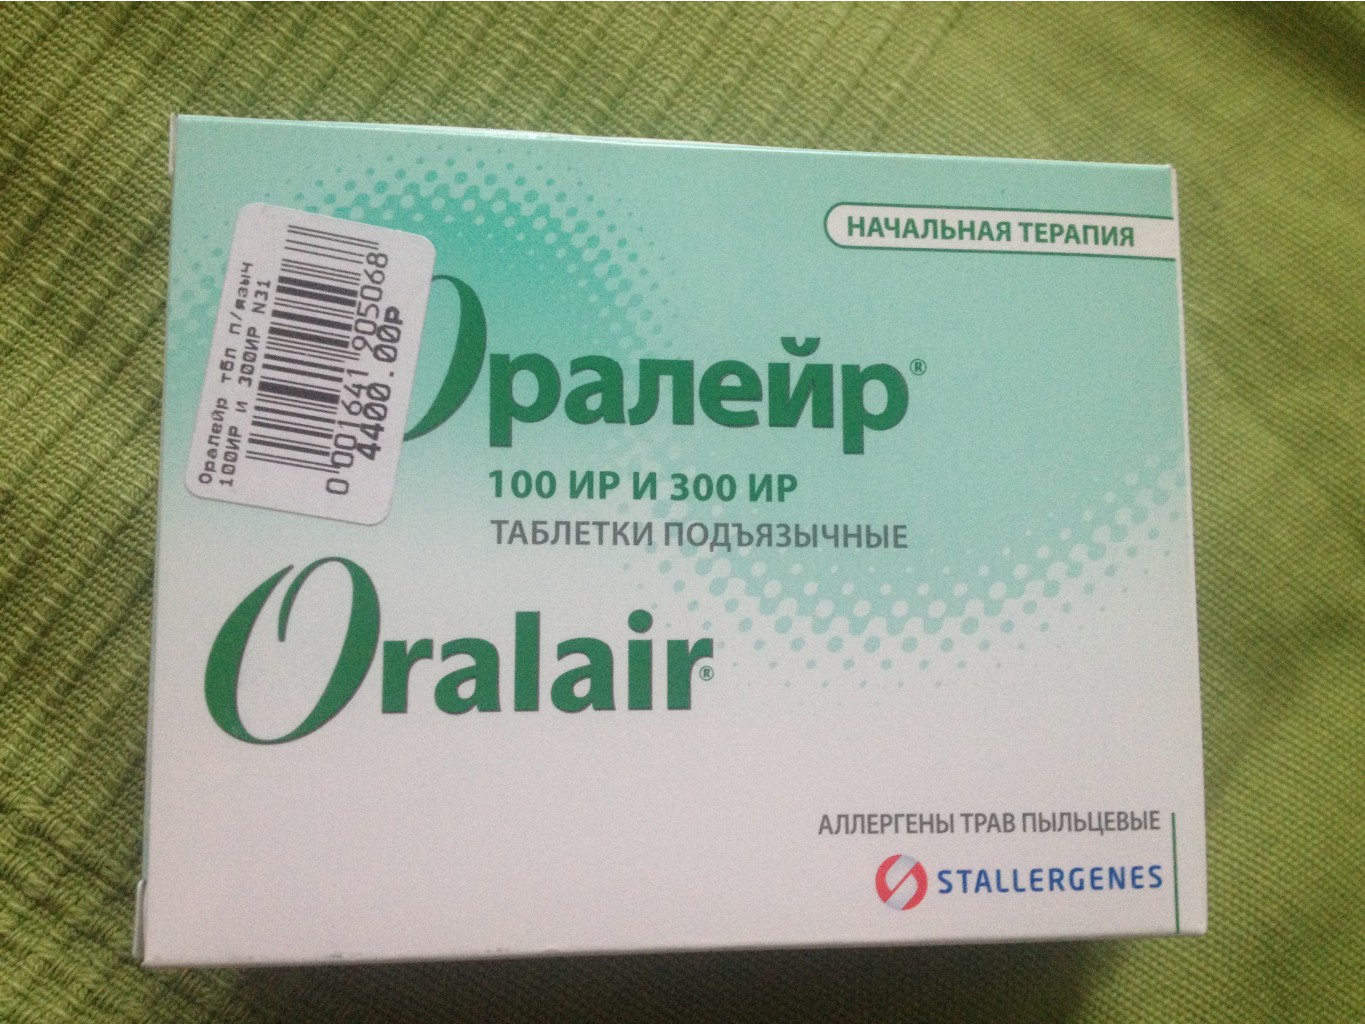 НАЧАЛЬНАЯ ТЕРАПИЯ
Оралейр тбл п/языч
100ИР и 300ИР N31
0 001641 905068
4400.00р
Оралейр®
100 ИР И 300 ИР
ТАБЛЕТКИ ПОДЪЯЗЫЧНЫЕ
Oralair®
АЛЛЕРГЕНЫ ТРАВ ПЫЛЬЦЕВЫЕ
STALLERGENES